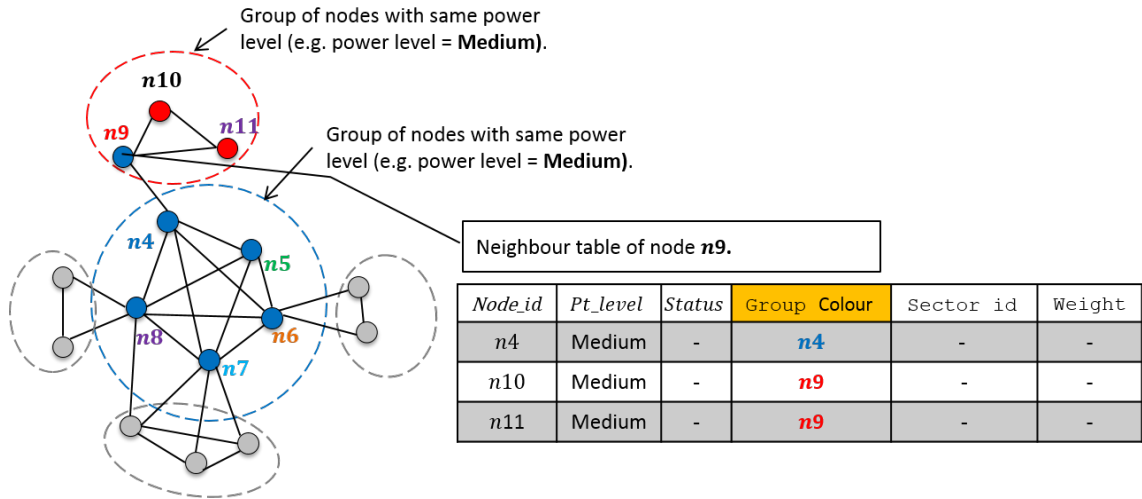 Group of nodes with same power
level (e.g. power level = Medium).
n10
n9
n11
Group of nodes with same power
level (e.g. power level = Medium).
n4
n5
n8
n6
n7
Neighbour table of node n9.
Node_id Pt_level Status Group Colour Sector id Weight
n4 Medium - n4 - -
n10 Medium - n9 - -
n11 Medium - n9 - -